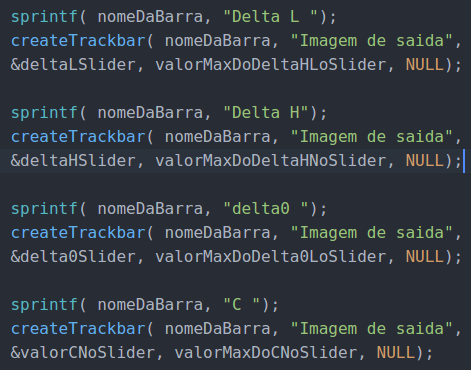 sprintf( nomeDaBarra, "Delta L ");
createTrackbar( nomeDaBarra, "Imagem de saida",
&deltaLSlider, valorMaxDoDeltaHLoSlider, NULL);
sprintf( nomeDaBarra, "Delta H");
createTrackbar( nomeDaBarra, "Imagem de saida",
&deltaHSlider, valorMaxDoDeltaHNoSlider, NULL);
sprintf( nomeDaBarra, "delta0 ");
createTrackbar( nomeDaBarra, "Imagem de saida",
&delta0Slider, valorMaxDoDelta0LoSlider, NULL);
sprintf( nomeDaBarra, "C ");
createTrackbar( nomeDaBarra, "Imagem de saida",
&valorCNoSlider, valorMaxDoCNoSlider, NULL);